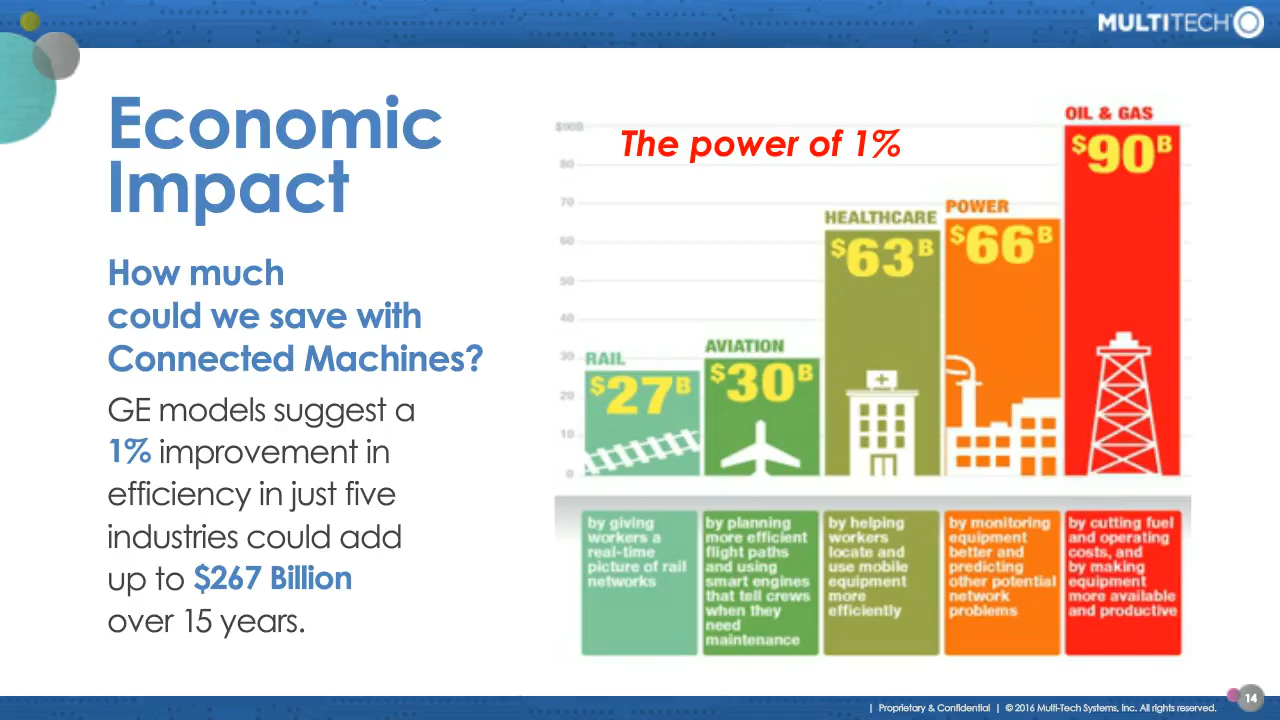 MULTITECH
Economic
Impact
How much
could we save with
Connected Machines?
GE models suggest a
1% improvement in
efficiency in just five
industries could add
up to $267 Billion
over 15 years.
The power of 1%
$90B
80
70
60
50
40
30
20
10
0
RAIL
$27B
AVIATION
$30B
HEALTHCARE
$63B
POWER
$66B
OIL & GAS
$90B
by giving
workers a
real-time
picture of rail
networks
by planning
more efficient
flight paths
and using
smart engines
that tell crews
when they
need
maintenance
by helping
workers
locate and
use mobile
equipment
more
efficiently
by monitoring
equipment
better and
predicting
other potential
network
problems
by cutting fuel
and operating
costs, and
by making
equipment
more available
and productive
| Proprietary & Confidential | © 2016 Multi-Tech Systems, Inc. All rights reserved.
14